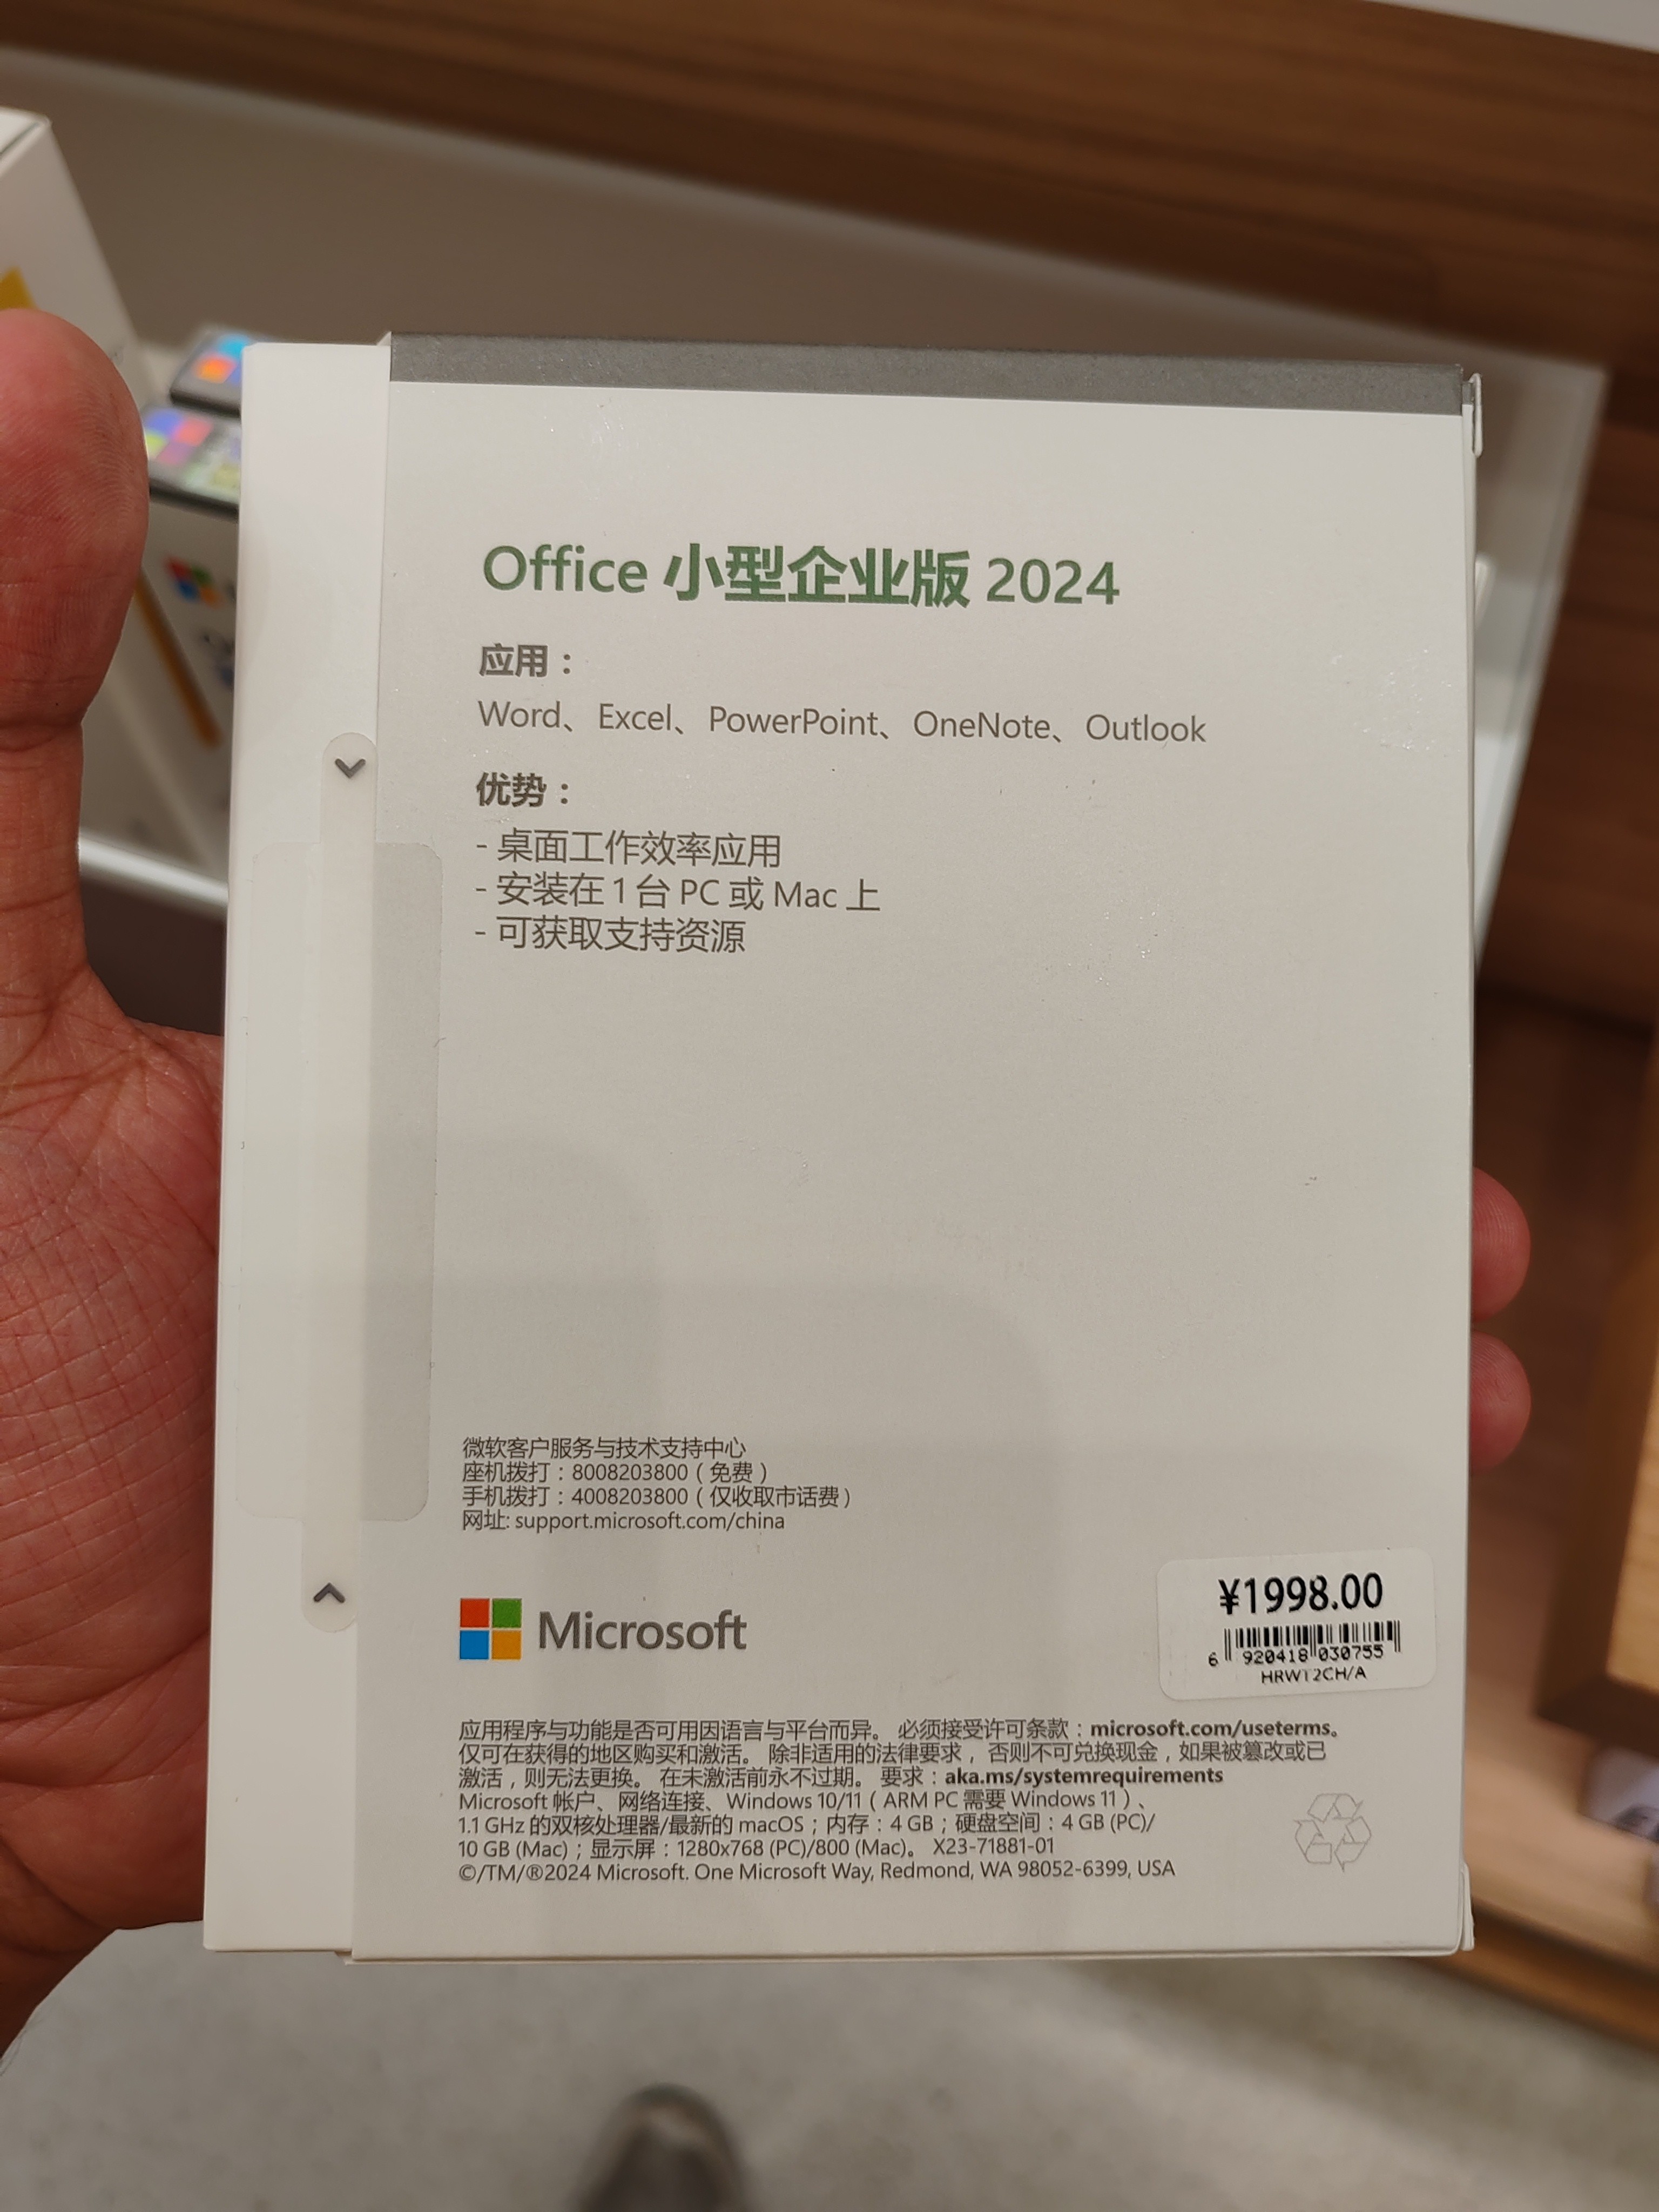 Office 小型企业版 2024
应用：
Word、Excel、PowerPoint、OneNote、Outlook
优势：
- 桌面工作效率应用
- 安装在 1 台 PC 或 Mac 上
- 可获取支持资源
微软客户服务与技术支持中心
座机拨打：8008203800（免费）
手机拨打：4008203800（仅收取市话费）
网址: support.microsoft.com/china
Microsoft
¥1998.00
6 920418 030755
HRWT2CH/A
应用程序与功能是否可用因语言与平台而异。 必须接受许可条款：microsoft.com/useterms。
仅可在获得的地区购买和激活。 除非适用的法律要求，否则不可兑换现金，如果被篡改或已
激活，则无法更换。 在未激活前永不过期。 要求：aka.ms/systemrequirements
Microsoft 帐户、网络连接、Windows 10/11（ARM PC 需要 Windows 11）、
1.1 GHz 的双核处理器/最新的 macOS；内存：4 GB；硬盘空间：4 GB (PC)/
10 GB (Mac)；显示屏：1280x768 (PC)/800 (Mac)。 X23-71881-01
©/TM/®2024 Microsoft. One Microsoft Way, Redmond, WA 98052-6399, USA